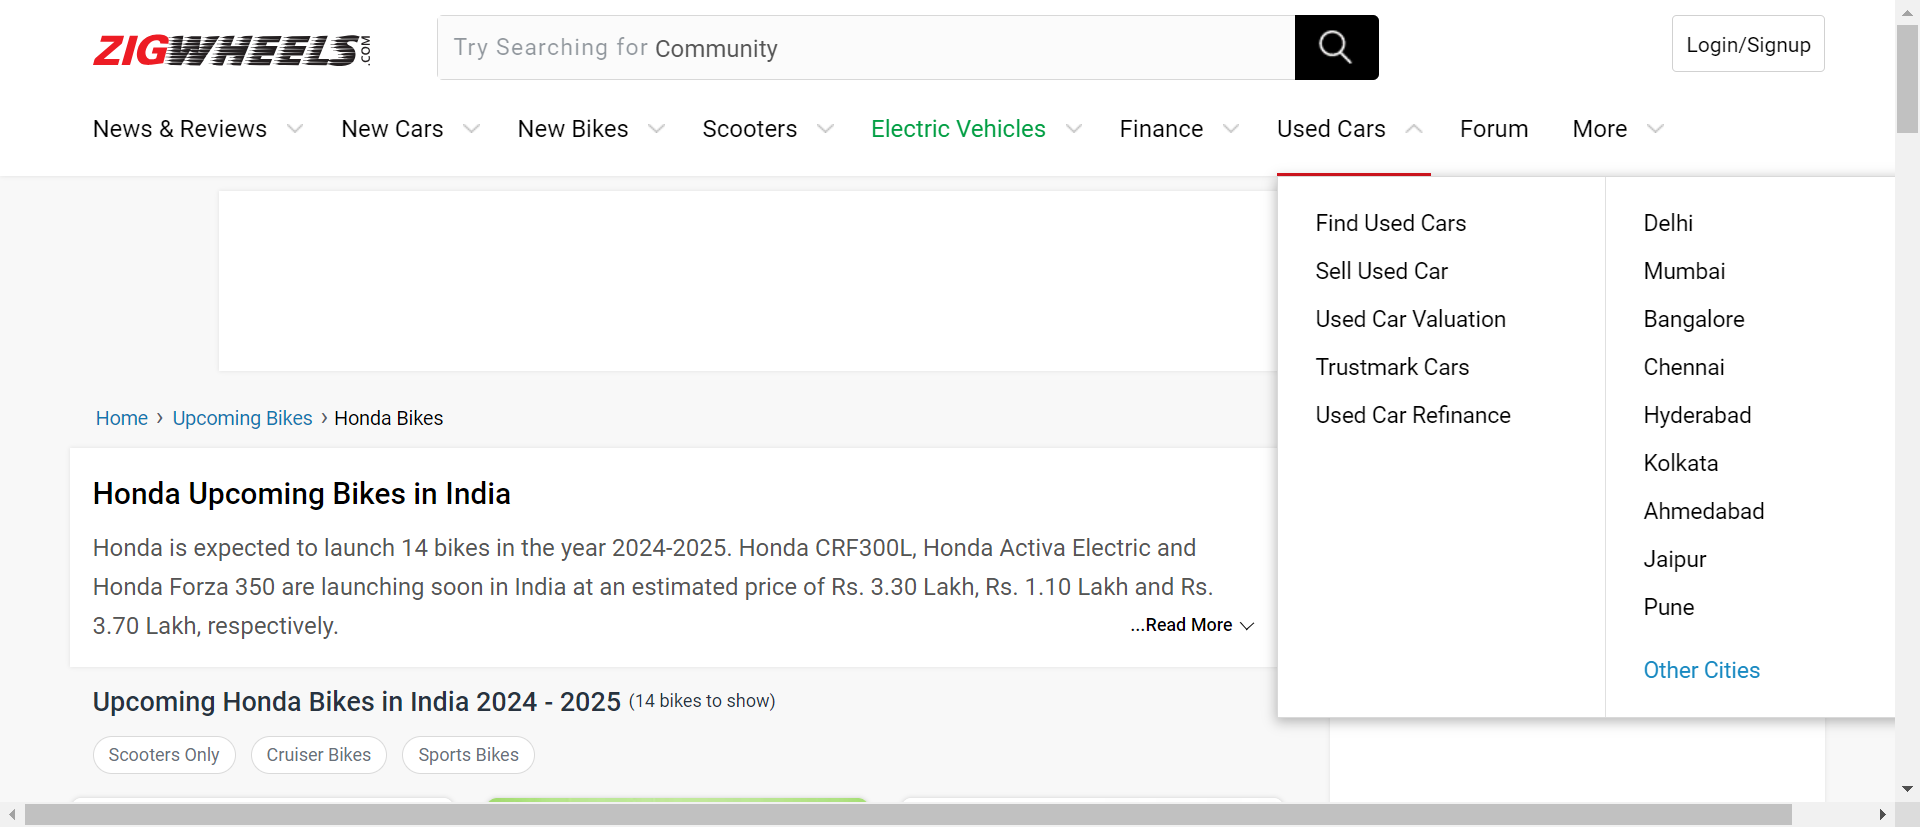 ZIGWHEELS.COM
Try Searching for Community
Login/Signup
News & Reviews
New Cars
New Bikes
Scooters
Electric Vehicles
Finance
Used Cars
Forum
More
Find Used Cars
Sell Used Car
Used Car Valuation
Trustmark Cars
Used Car Refinance
Delhi
Mumbai
Bangalore
Chennai
Hyderabad
Kolkata
Ahmedabad
Jaipur
Pune
Other Cities
Home › Upcoming Bikes › Honda Bikes
Honda Upcoming Bikes in India
Honda is expected to launch 14 bikes in the year 2024-2025. Honda CRF300L, Honda Activa Electric and
Honda Forza 350 are launching soon in India at an estimated price of Rs. 3.30 Lakh, Rs. 1.10 Lakh and Rs.
3.70 Lakh, respectively.
...Read More
Upcoming Honda Bikes in India 2024 - 2025 (14 bikes to show)
Scooters Only
Cruiser Bikes
Sports Bikes